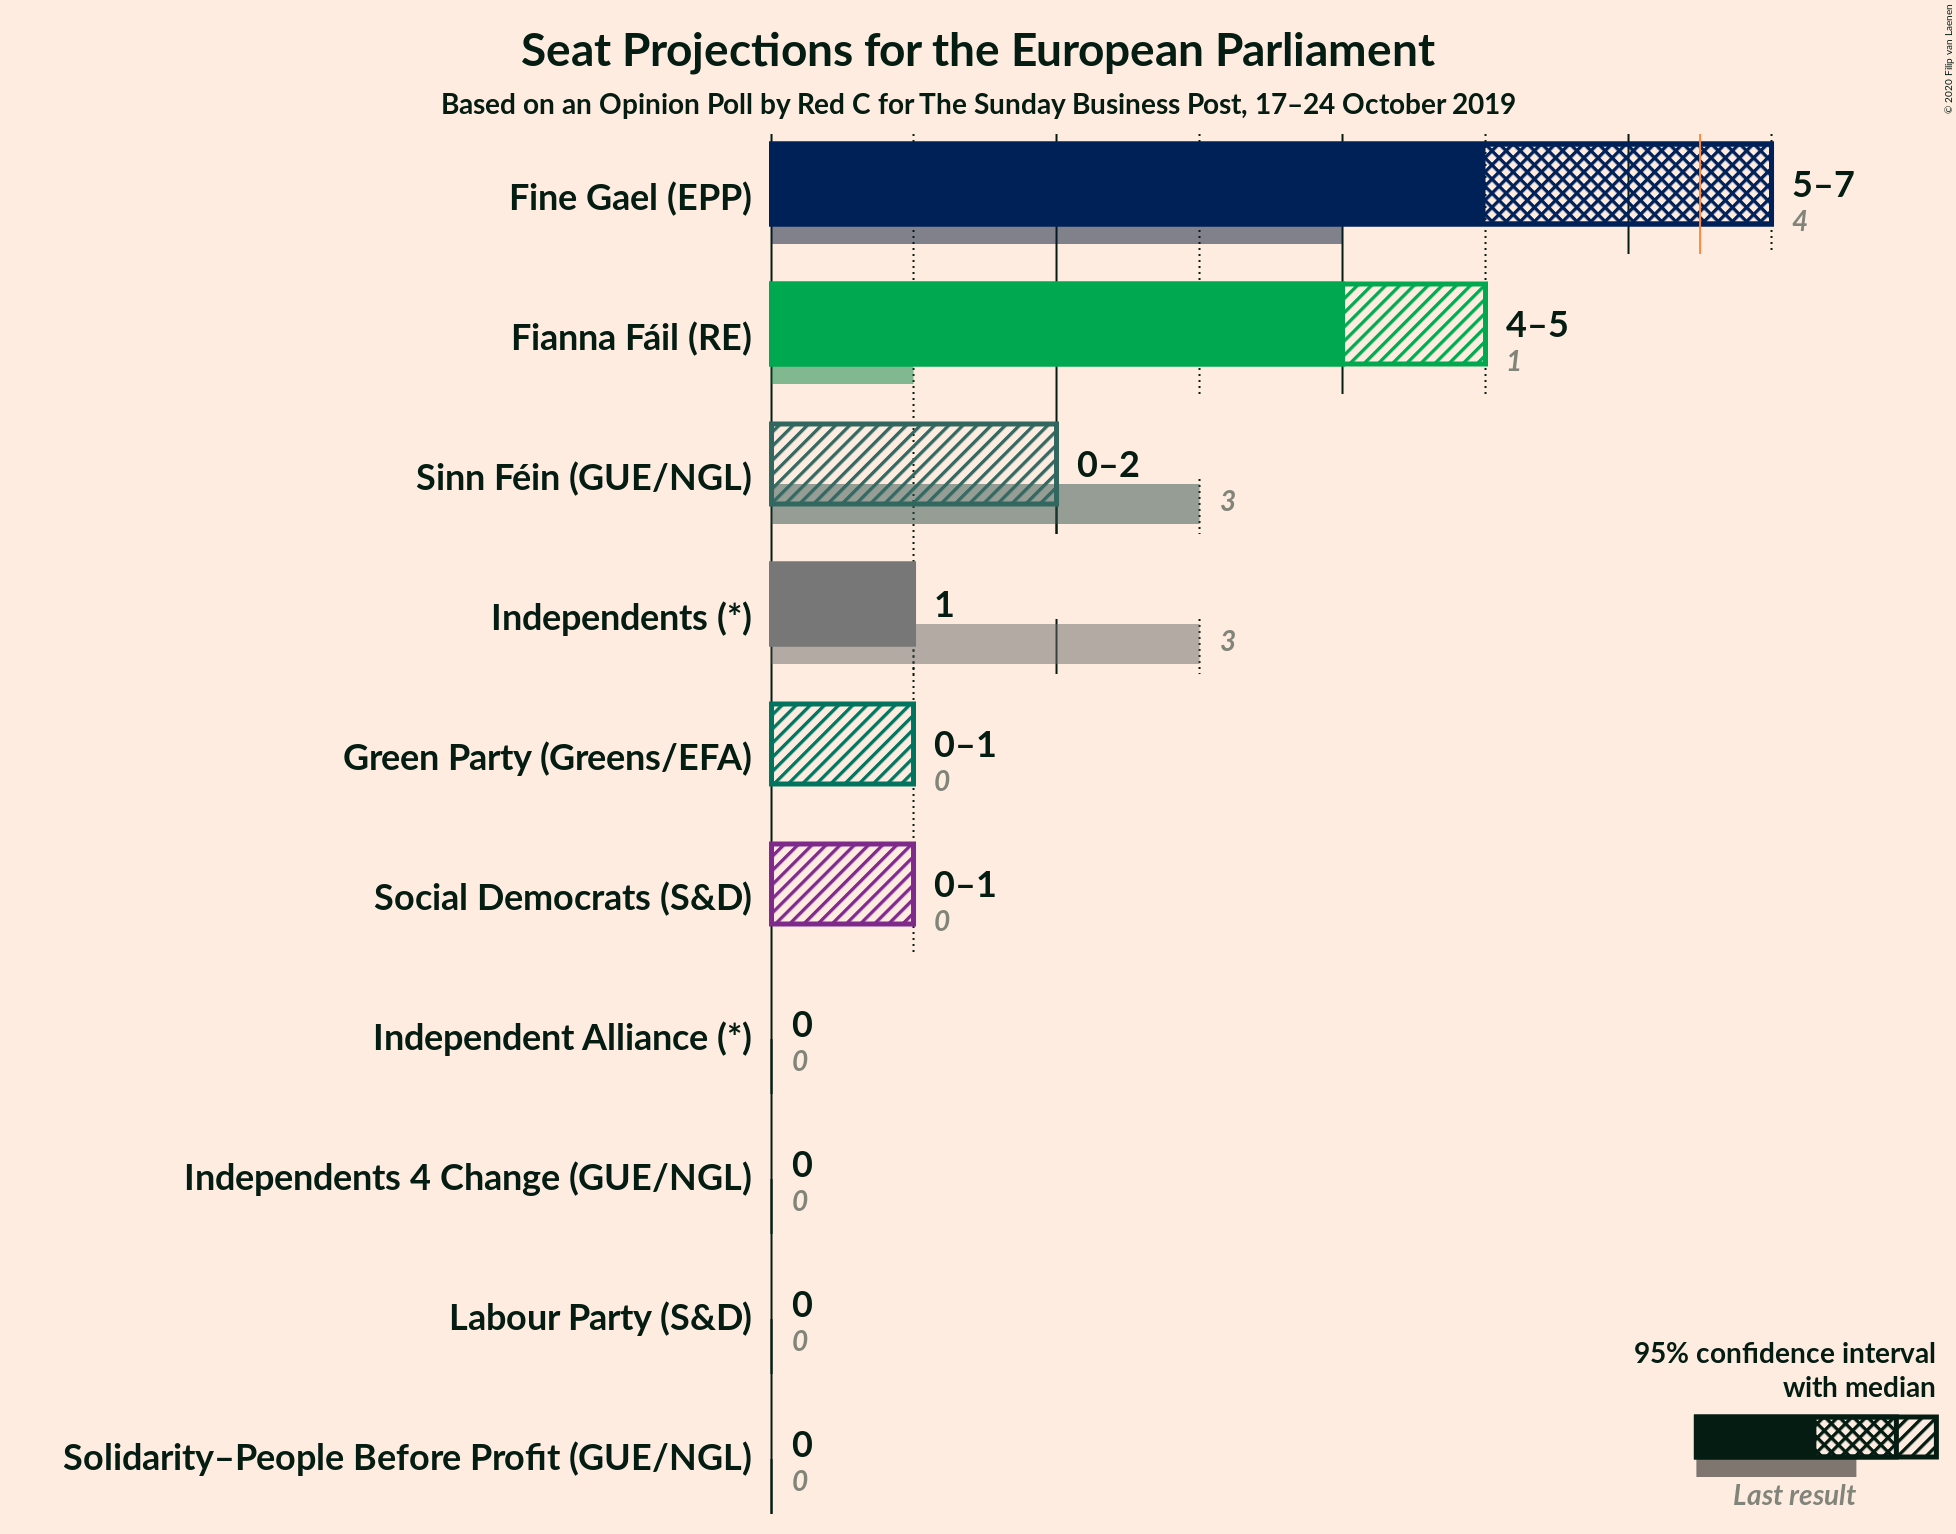 Seat Projections for the European Parliament
Based on an Opinion Poll by Red C for The Sunday Business Post, 17–24 October 2019
© 2020 Filip van Laenen
Fine Gael (EPP)
5–7
4
Fianna Fáil (RE)
4–5
1
Sinn Féin (GUE/NGL)
0–2
3
Independents (*)
1
3
Green Party (Greens/EFA)
0–1
0
Social Democrats (S&D)
0–1
0
Independent Alliance (*)
0
0
Independents 4 Change (GUE/NGL)
0
0
Labour Party (S&D)
0
0
Solidarity–People Before Profit (GUE/NGL)
0
0
95% confidence interval
with median
Last result